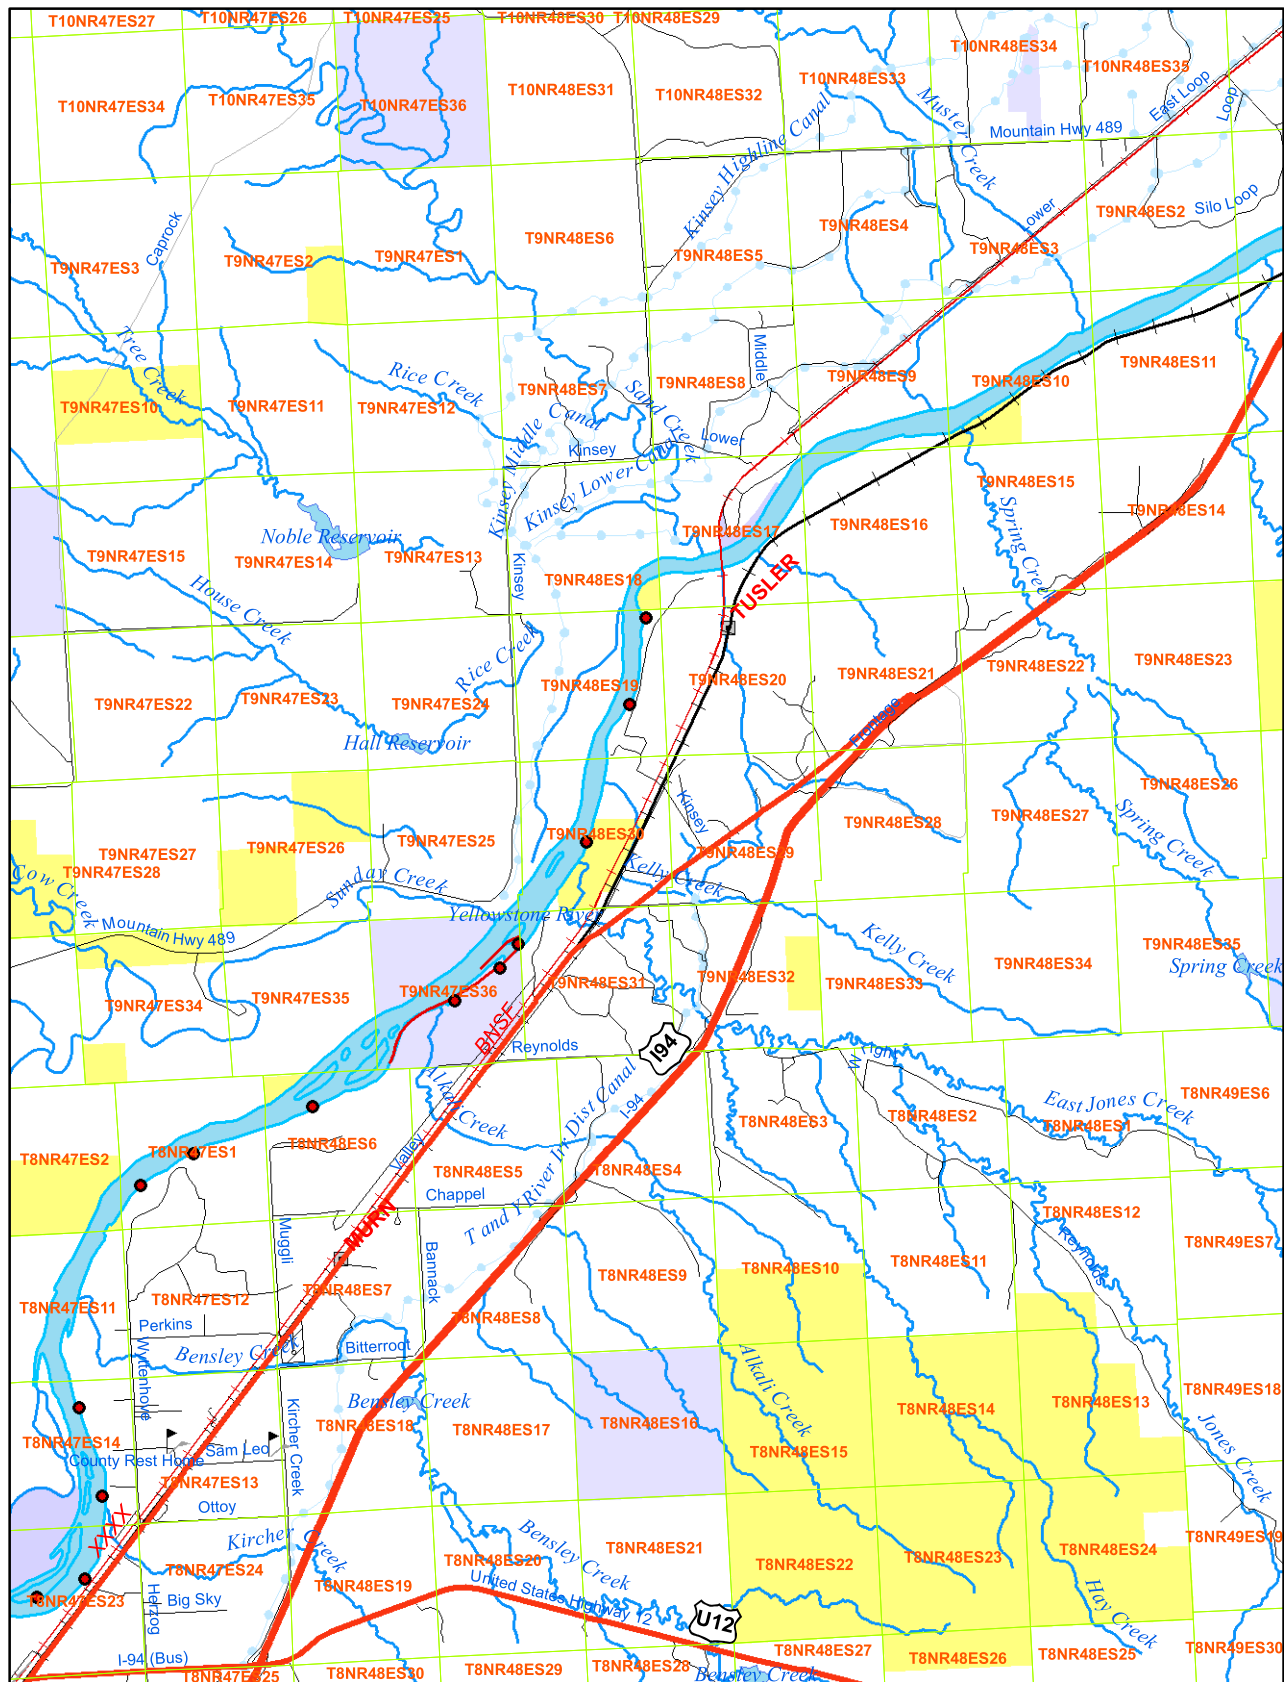 T10NR47ES27
T10NR47ES26
T10NR47ES25
T10NR48ES30
T10NR48ES29
T10NR48ES34
T10NR48ES35
T10NR47ES34
T10NR47ES35
T10NR47ES36
T10NR48ES31
T10NR48ES32
T10NR48ES33
East Loop
Loop
Muster Creek
Mountain Hwy 489
Kinsey Highline Canal
Caprock
T9NR47ES3
T9NR47ES2
T9NR47ES1
T9NR48ES6
T9NR48ES5
T9NR48ES4
T9NR48ES3
T9NR48ES2
Lower
Silo Loop
Tree Creek
Rice Creek
T9NR47ES10
T9NR47ES11
T9NR47ES12
T9NR48ES7
T9NR48ES8
Middle
T9NR48ES9
T9NR48ES10
T9NR48ES11
Sand Creek
Kinsey Middle Canal
Kinsey
Lower
Kinsey Lower Canal
Noble Reservoir
T9NR47ES15
T9NR47ES14
T9NR47ES13
T9NR48ES18
T9NR48ES17
T9NR48ES16
T9NR48ES15
T9NR48ES14
Spring Creek
House Creek
Kinsey
TUSLER
Rice Creek
T9NR47ES22
T9NR47ES23
T9NR47ES24
T9NR48ES19
T9NR48ES20
T9NR48ES21
T9NR48ES22
T9NR48ES23
Hall Reservoir
Frontage
Kinsey
T9NR47ES27
T9NR47ES28
T9NR47ES26
T9NR47ES25
T9NR48ES30
T9NR48ES29
T9NR48ES28
T9NR48ES27
T9NR48ES26
Spring Creek
Cow Creek
Sunday Creek
Kelly Creek
Mountain Hwy 489
Yellowstone River
Kelly Creek
T9NR47ES34
T9NR47ES35
T9NR47ES36
T9NR48ES31
T9NR48ES32
T9NR48ES33
T9NR48ES34
T9NR48ES35
Spring Creek
BNSF
Reynolds
I94
I-94
Alkali Creek
T and Y River Irr Dist Canal
Valley
East Jones Creek
T8NR47ES2
T8NR47ES1
T8NR48ES6
T8NR48ES5
T8NR48ES4
T8NR48ES3
T8NR48ES2
T8NR48ES1
T8NR49ES6
Chappel
MURN
Muggli
Bannack
T8NR47ES11
T8NR47ES12
T8NR48ES7
T8NR48ES8
T8NR48ES9
T8NR48ES10
T8NR48ES11
T8NR48ES12
T8NR49ES7
Reynolds
Perkins
Bensley Creek
Bitterroot
Wyttenhove
Kircher Creek
Bensley Creek
Alkali Creek
T8NR47ES14
T8NR47ES13
T8NR48ES18
T8NR48ES17
T8NR48ES16
T8NR48ES15
T8NR48ES14
T8NR48ES13
T8NR49ES18
Jones Creek
County Rest Home
Sam Leo
Ottoy
XXXX
Kircher Creek
Bensley Creek
T8NR47ES23
T8NR47ES24
T8NR48ES19
T8NR48ES20
T8NR48ES21
T8NR48ES22
T8NR48ES23
T8NR48ES24
T8NR49ES19
Big Sky
Herzog
United States Highway 12
U12
Hay Creek
I-94 (Bus)
T8NR47ES25
T8NR48ES30
T8NR48ES29
T8NR48ES28
T8NR48ES27
T8NR48ES26
T8NR48ES25
T8NR49ES30
Bensley Creek